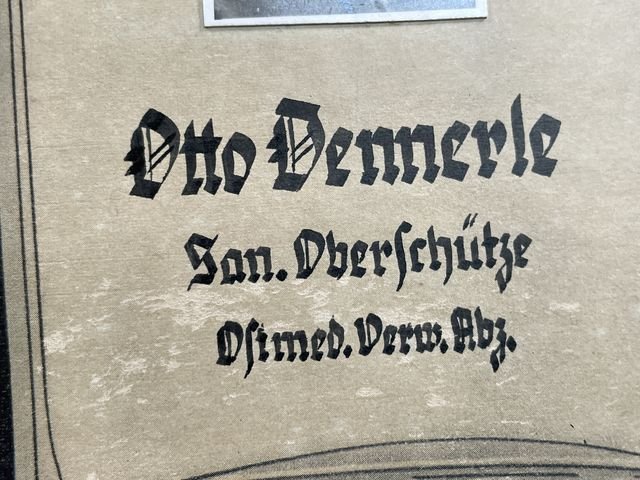 Otto Dennerle
San. Oberschütze
Ostmed. Verw. Abz.